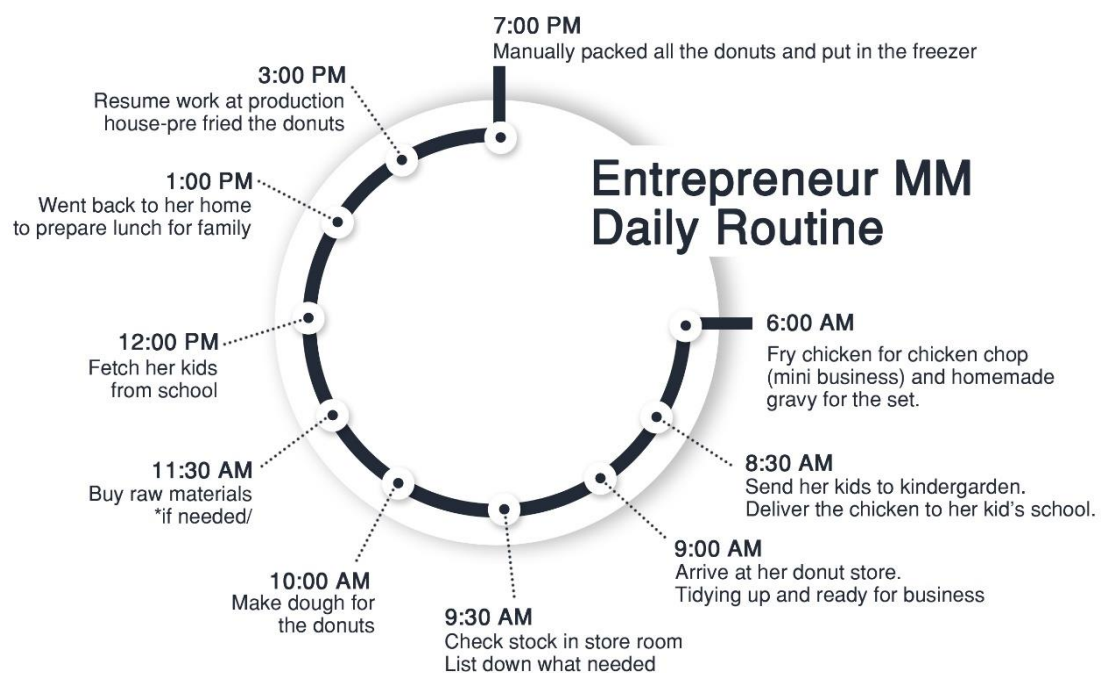 Entrepreneur MM
Daily Routine
6:00 AM
Fry chicken for chicken chop
(mini business) and homemade
gravy for the set.
8:30 AM
Send her kids to kindergarden.
Deliver the chicken to her kid's school.
9:00 AM
Arrive at her donut store.
Tidying up and ready for business
9:30 AM
Check stock in store room
List down what needed
10:00 AM
Make dough for
the donuts
11:30 AM
Buy raw materials
*if needed/
12:00 PM
Fetch her kids
from school
1:00 PM
Went back to her home
to prepare lunch for family
3:00 PM
Resume work at production
house-pre fried the donuts
7:00 PM
Manually packed all the donuts and put in the freezer